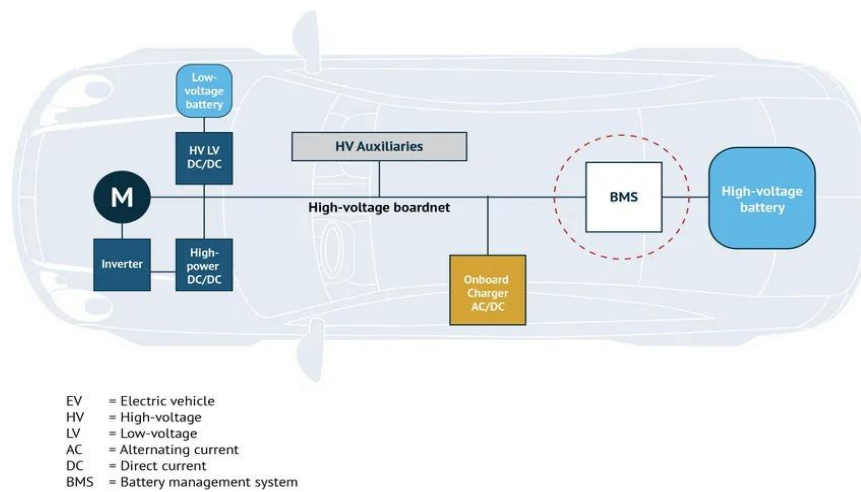 Low-
voltage
battery
HV LV
DC/DC
HV Auxiliaries
M
High-voltage boardnet
BMS
High-voltage
battery
Inverter
High-
power
DC/DC
Onboard
Charger
AC/DC
EV = Electric vehicle
HV = High-voltage
LV = Low-voltage
AC = Alternating current
DC = Direct current
BMS = Battery management system